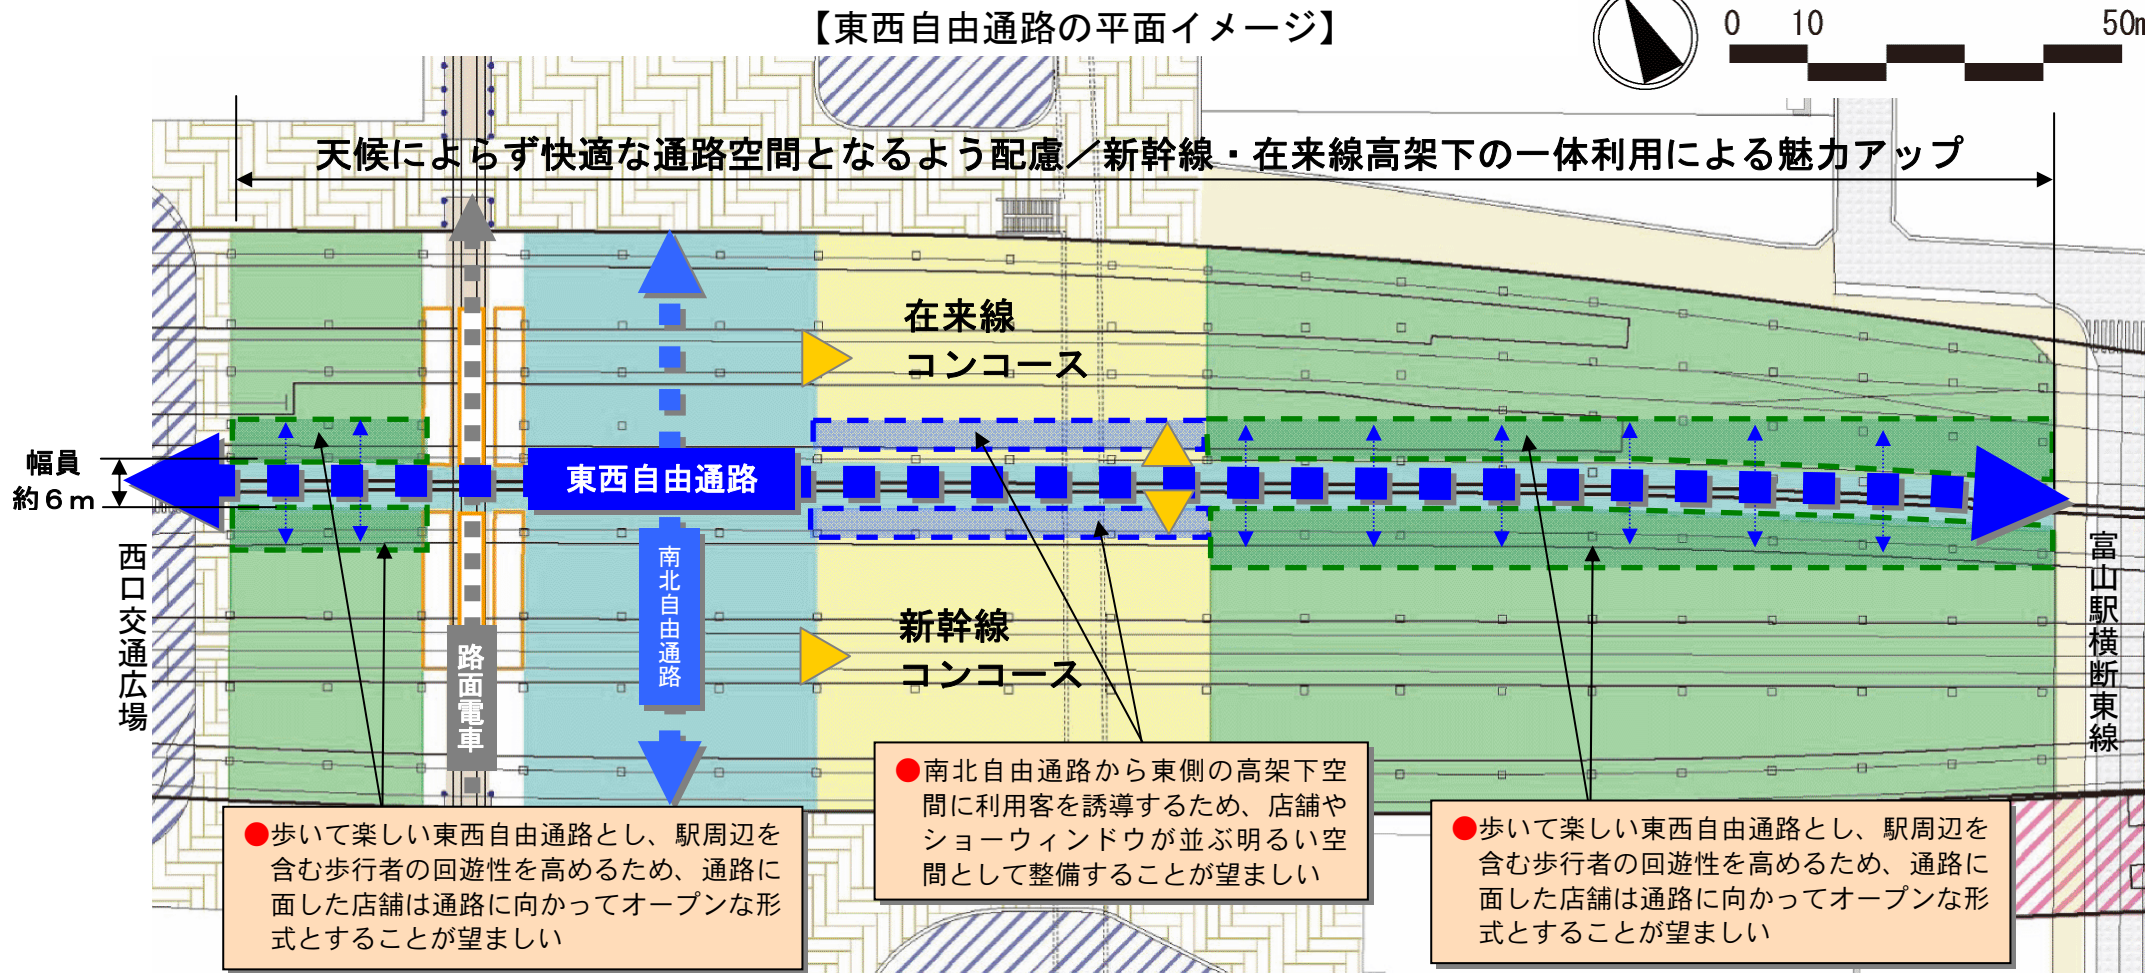 【東西自由通路の平面イメージ】
0 10 50m
天候によらず快適な通路空間となるよう配慮／新幹線・在来線高架下の一体利用による魅力アップ
在来線
コンコース
幅員
約６ｍ
東西自由通路
西口交通広場
南北自由通路
路面電車
新幹線
コンコース
富山駅横断東線
●歩いて楽しい東西自由通路とし、駅周辺を
含む歩行者の回遊性を高めるため、通路に
面した店舗は通路に向かってオープンな形
式とすることが望ましい
●南北自由通路から東側の高架下空
間に利用客を誘導するため、店舗や
ショーウィンドウが並ぶ明るい空
間として整備することが望ましい
●歩いて楽しい東西自由通路とし、駅周辺を
含む歩行者の回遊性を高めるため、通路に
面した店舗は通路に向かってオープンな形
式とすることが望ましい